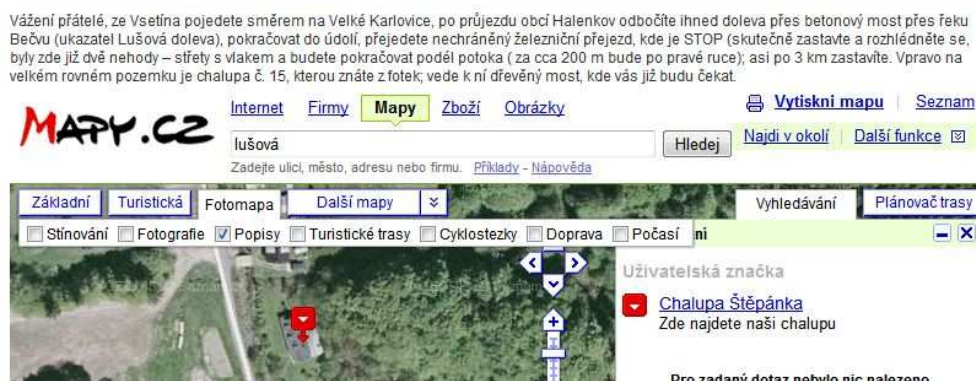 Vážení přátelé, ze Vsetína pojedete směrem na Velké Karlovice, po průjezdu obcí Halenkov odbočíte ihned doleva přes betonový most přes řeku
Bečvu (ukazatel Lušová doleva), pokračovat do údolí, přejedete nechráněný železniční přejezd, kde je STOP (skutečně zastavte a rozhlédněte se,
byly zde již dvě nehody – střety s vlakem a budete pokračovat podél potoka ( za cca 200 m bude po pravé ruce); asi po 3 km zastavíte. Vpravo na
velkém rovném pozemku je chalupa č. 15, kterou znáte z fotek; vede k ní dřevěný most, kde vás již budu čekat.
MAPY.CZ
Internet Firmy Mapy Zboží Obrázky
Vytiskni mapu Seznam
lušová Hledej
Najdi v okolí Další funkce
Zadejte ulici, město, adresu nebo firmu. Příklady - Nápověda
Základní Turistická Fotomapa Další mapy
Vyhledávání Plánovač trasy
Stínování Fotografie Popisy Turistické trasy Cyklostezky Doprava Počasí
Uživatelská značka
Chalupa Štěpánka
Zde najdete naši chalupu
Pro zadaný dotaz nebylo nic nalezeno